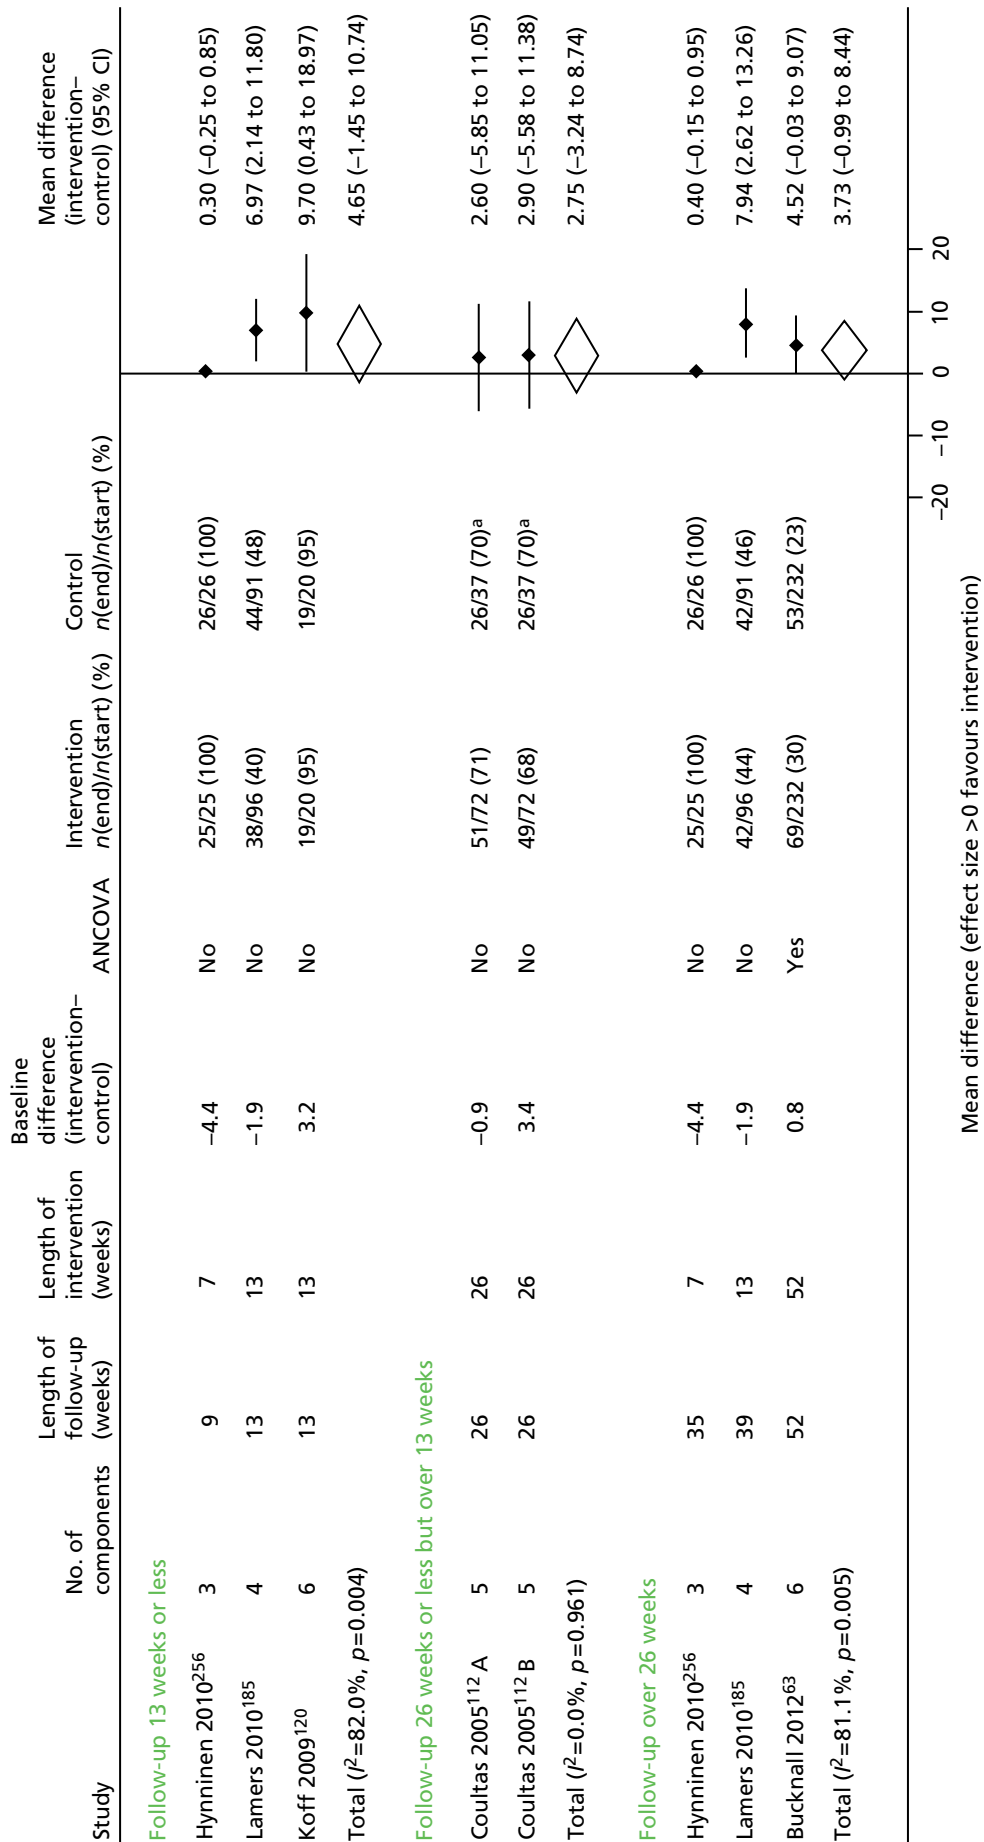 Study No. of components Length of follow-up (weeks) Length of intervention (weeks) Baseline difference (intervention–control) ANCOVA Intervention n(end)/n(start) (%) Control n(end)/n(start) (%) Mean difference (intervention–control) (95% CI)
Follow-up 13 weeks or less
Hynninen 2010256 3 9 7 −4.4 No 25/25 (100) 26/26 (100) 0.30 (−0.25 to 0.85)
Lamers 2010185 4 13 13 −1.9 No 38/96 (40) 44/91 (48) 6.97 (2.14 to 11.80)
Koff 2009120 6 13 13 3.2 No 19/20 (95) 19/20 (95) 9.70 (0.43 to 18.97)
Total (I2=82.0%, p=0.004) 4.65 (−1.45 to 10.74)
Follow-up 26 weeks or less but over 13 weeks
Coultas 2005112 A 5 26 26 −0.9 No 51/72 (71) 26/37 (70)a 2.60 (−5.85 to 11.05)
Coultas 2005112 B 5 26 26 3.4 No 49/72 (68) 26/37 (70)a 2.90 (−5.58 to 11.38)
Total (I2=0.0%, p=0.961) 2.75 (−3.24 to 8.74)
Follow-up over 26 weeks
Hynninen 2010256 3 35 7 −4.4 No 25/25 (100) 26/26 (100) 0.40 (−0.15 to 0.95)
Lamers 2010185 4 39 13 −1.9 No 42/96 (44) 42/91 (46) 7.94 (2.62 to 13.26)
Bucknall 201263 6 52 52 0.8 Yes 69/232 (30) 53/232 (23) 4.52 (−0.03 to 9.07)
Total (I2=81.1%, p=0.005) 3.73 (−0.99 to 8.44)
−20 −10 0 10 20
Mean difference (effect size >0 favours intervention)